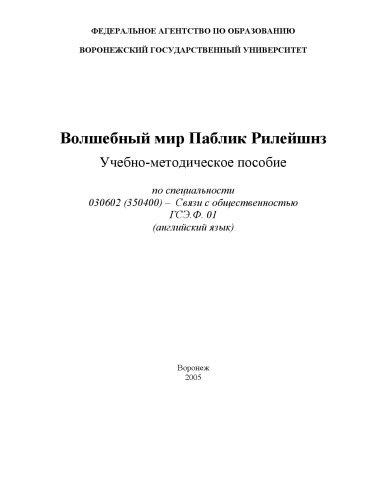 ФЕДЕРАЛЬНОЕ АГЕНТСТВО ПО ОБРАЗОВАНИЮ
ВОРОНЕЖСКИЙ ГОСУДАРСТВЕННЫЙ УНИВЕРСИТЕТ
Волшебный мир Паблик Рилейшнз
Учебно-методическое пособие
по специальности
030602 (350400) – Связи с общественностью
ГСЭ.Ф. 01
(английский язык)
Воронеж
2005